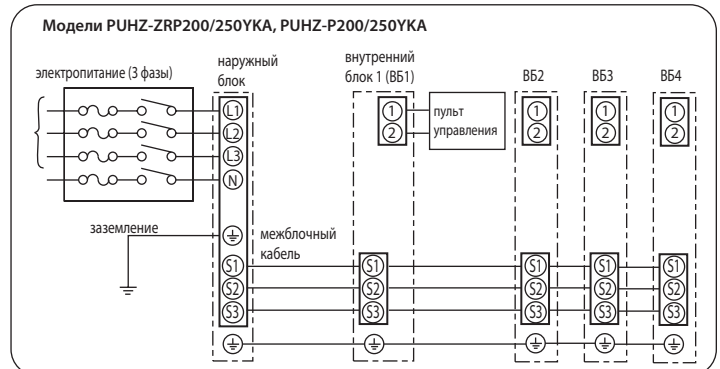 Модели PUHZ-ZRP200/250YKA, PUHZ-P200/250YKA
электропитание (3 фазы)
наружный
блок
внутренний
блок 1 (ВБ1)
ВБ2
ВБ3
ВБ4
L1
L2
L3
N
1
2
пульт
управления
1
2
1
2
1
2
заземление
межблочный
кабель
S1
S2
S3
S1
S2
S3
S1
S2
S3
S1
S2
S3
S1
S2
S3